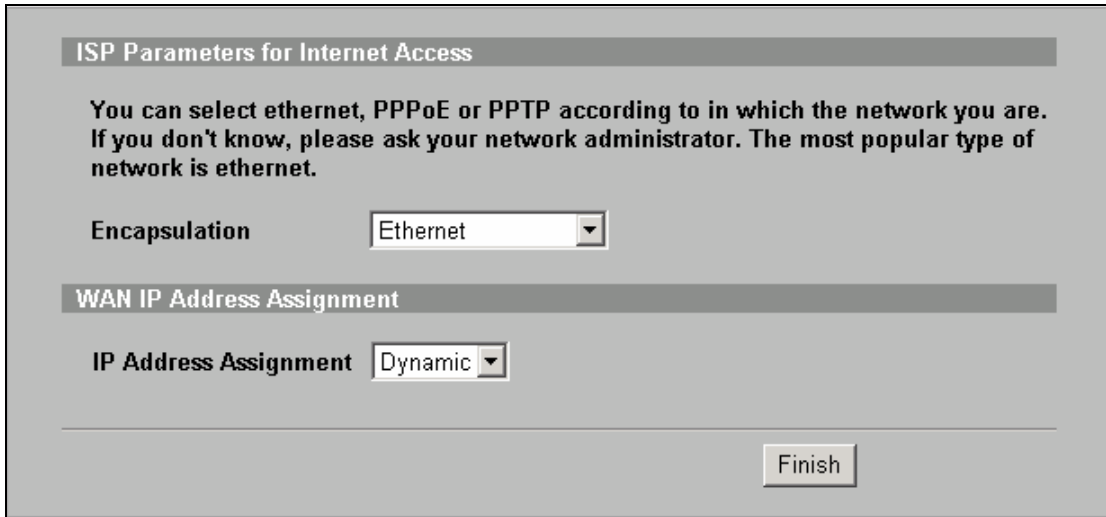 ISP Parameters for Internet Access
You can select ethernet, PPPoE or PPTP according to in which the network you are.
If you don't know, please ask your network administrator. The most popular type of
network is ethernet.
Encapsulation Ethernet
WAN IP Address Assignment
IP Address Assignment Dynamic
Finish